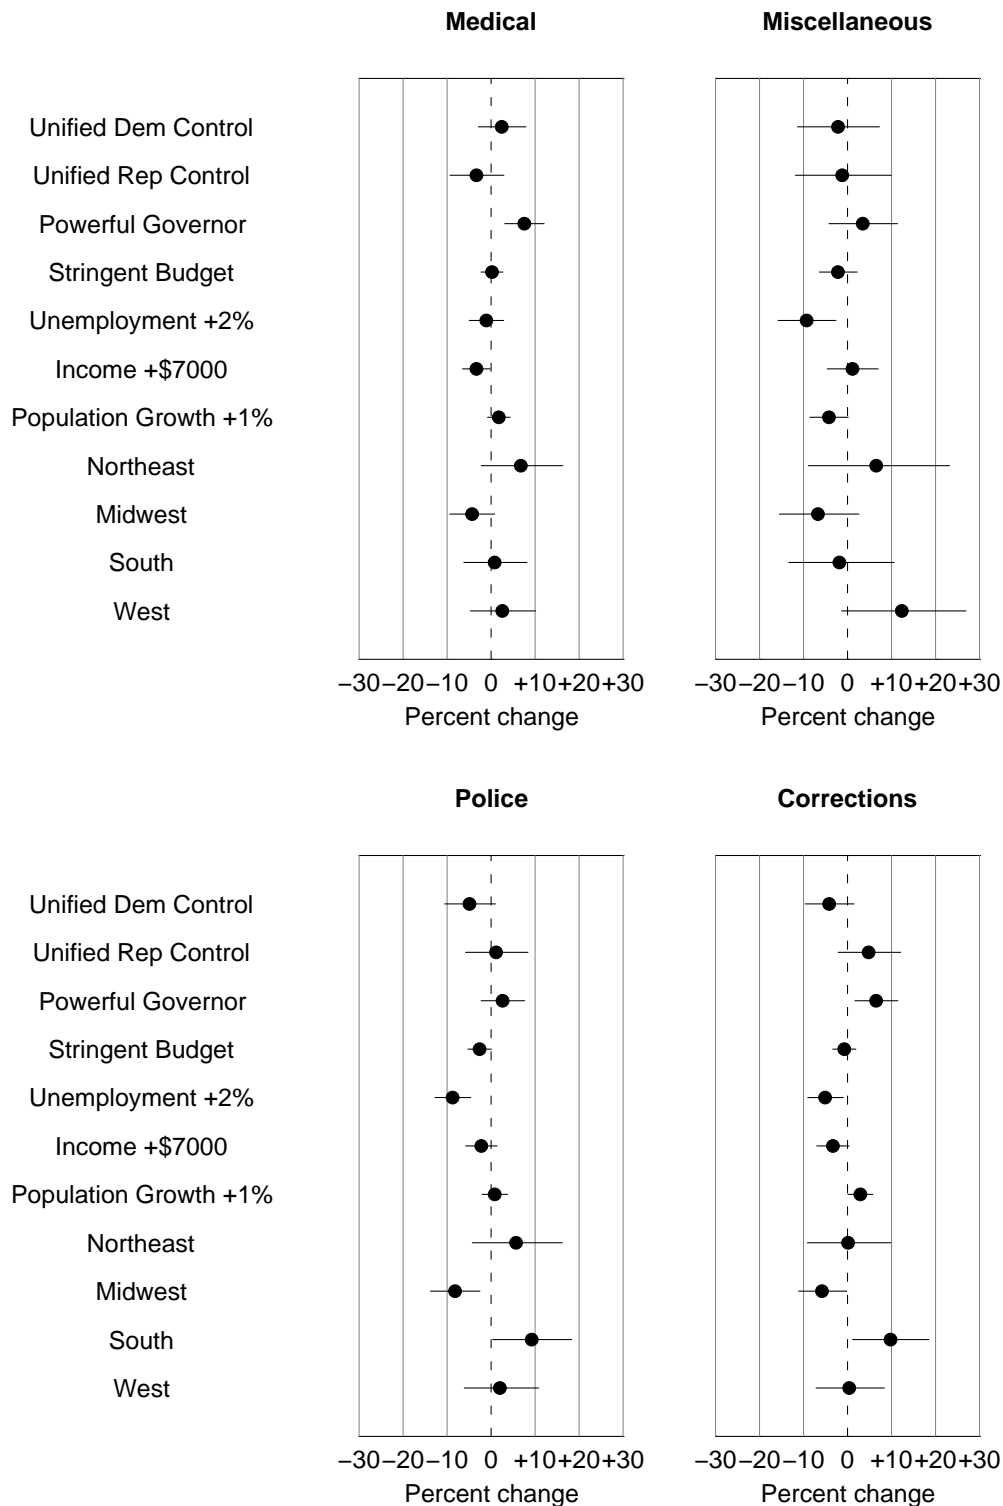 Medical Miscellaneous
Unified Dem Control
Unified Rep Control
Powerful Governor
Stringent Budget
Unemployment +2%
Income +$7000
Population Growth +1%
Northeast
Midwest
South
West
−30 −20 −10 0 +10 +20 +30 −30 −20 −10 0 +10 +20 +30
Percent change Percent change
Police Corrections
Unified Dem Control
Unified Rep Control
Powerful Governor
Stringent Budget
Unemployment +2%
Income +$7000
Population Growth +1%
Northeast
Midwest
South
West
−30 −20 −10 0 +10 +20 +30 −30 −20 −10 0 +10 +20 +30
Percent change Percent change